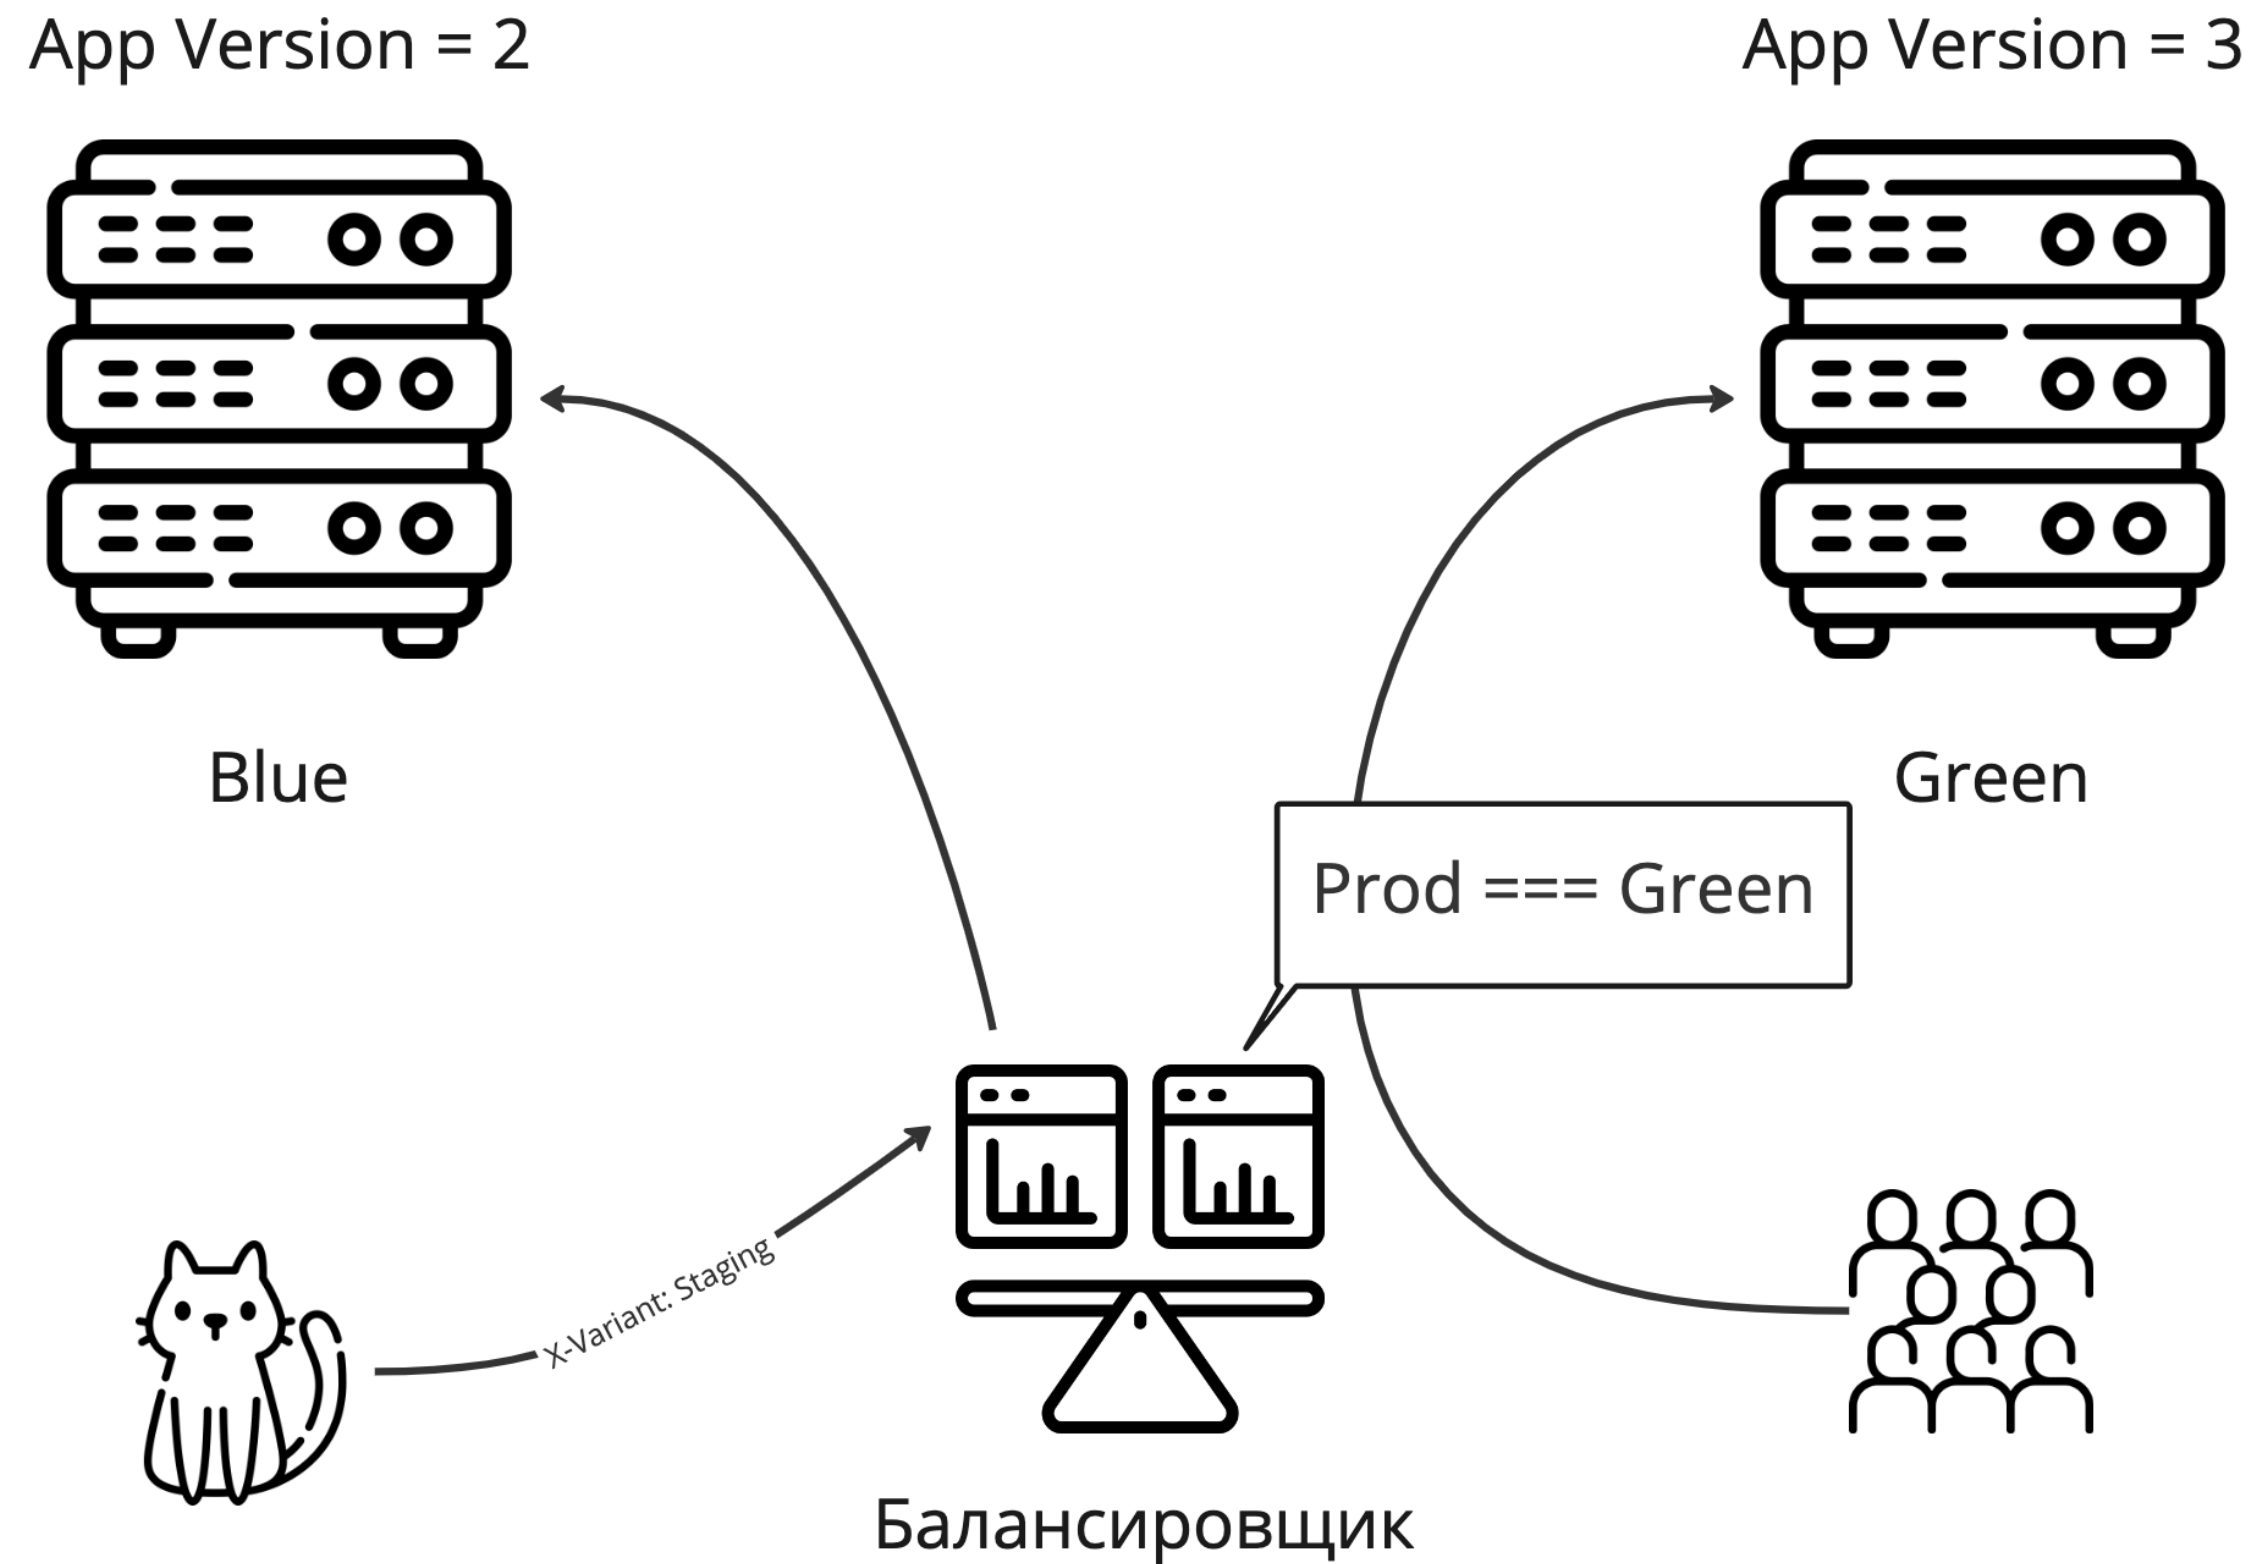 App Version = 2
App Version = 3
Blue
Green
Prod === Green
X-Variant: Staging
Балансировщик